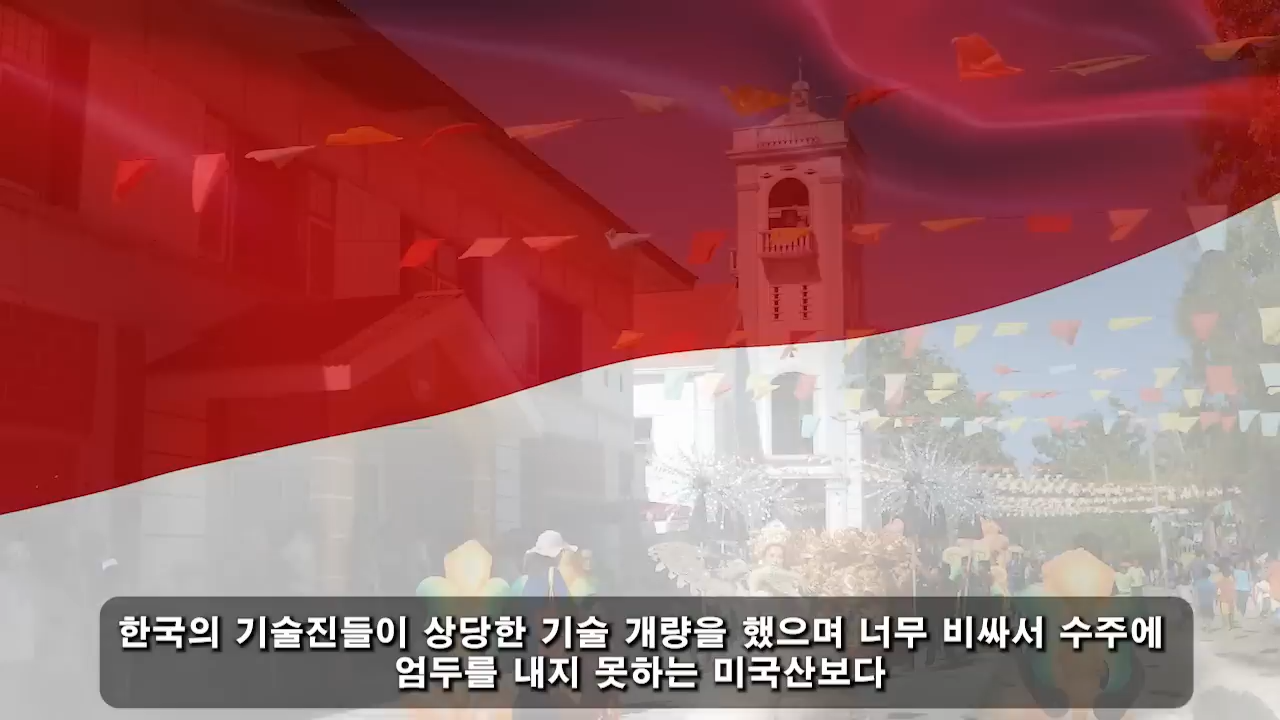 한국의 기술진들이 상당한 기술 개량을 했으며 너무 비싸서 수주에
엄두를 내지 못하는 미국산보다